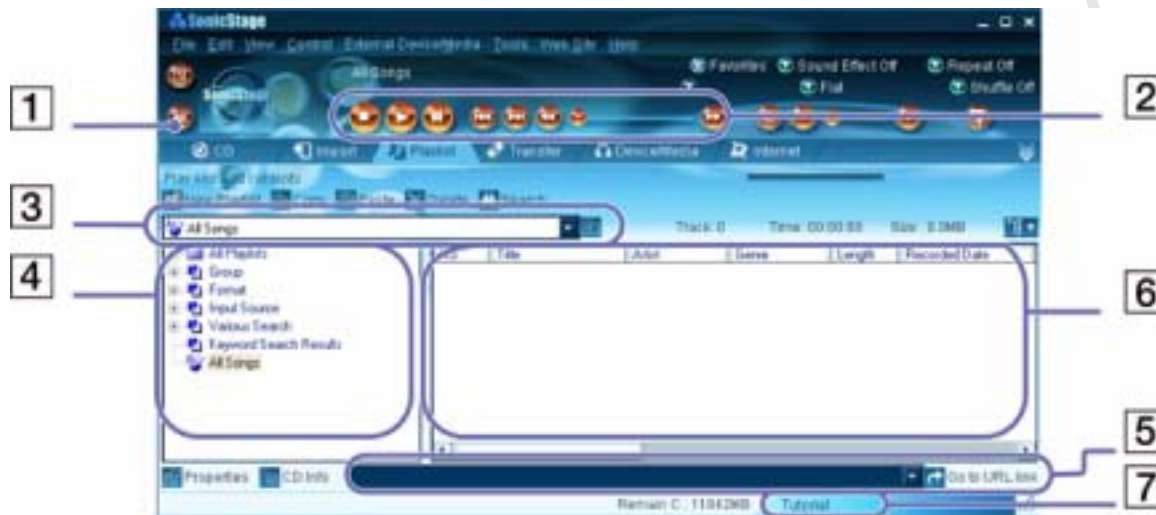 SonicStage
File Edit View Control External Device/Media Tools Web Site Help
All Songs
Favorites Sound Effect Off Repeat Off
Flat Shuffle Off
SonicStage
1
2
CD Import Playlist Transfer Device/Media Internet
New Playlist Copy Paste Delete Search
3
All Songs Track: 0 Time: 00:00:00 Size: 0.0MB
4
All Playlists
Title Artist Genre Length Recorded Date
Group
Format
Input Source
Various Search
Keyword Search Results
All Songs
6
5
Properties CD Info Go to URL link
7
Tutorial